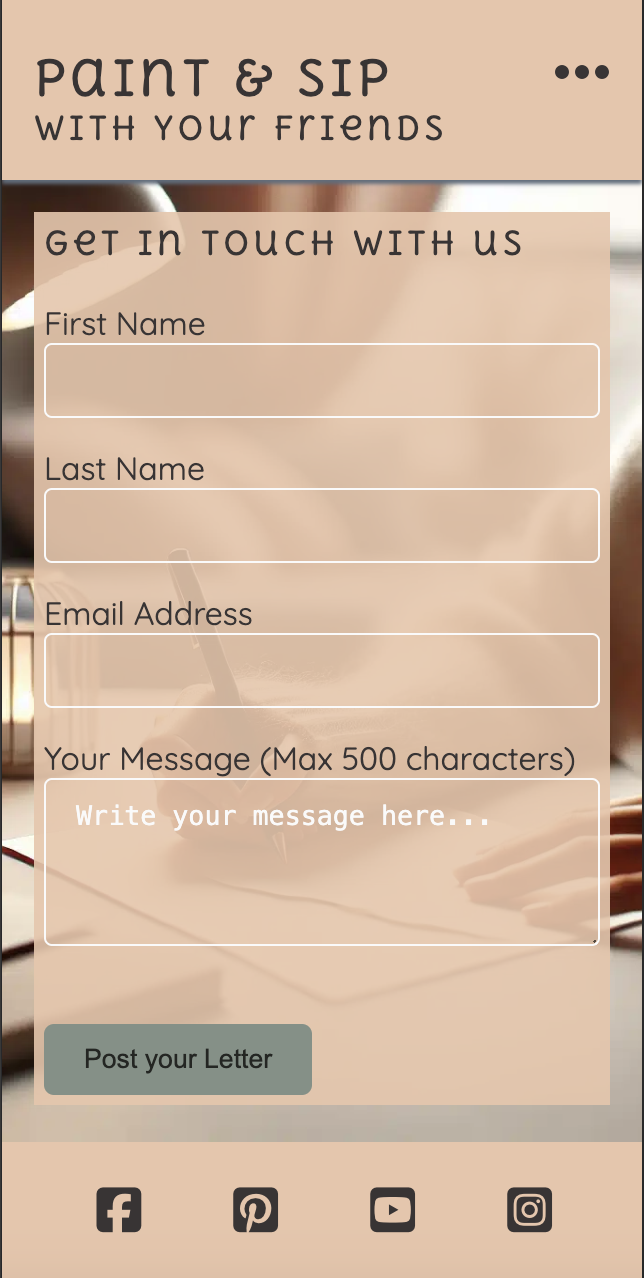 Paint & Sip
with your friends
Get in touch with us
First Name
Last Name
Email Address
Your Message (Max 500 characters)
Write your message here...
Post your Letter